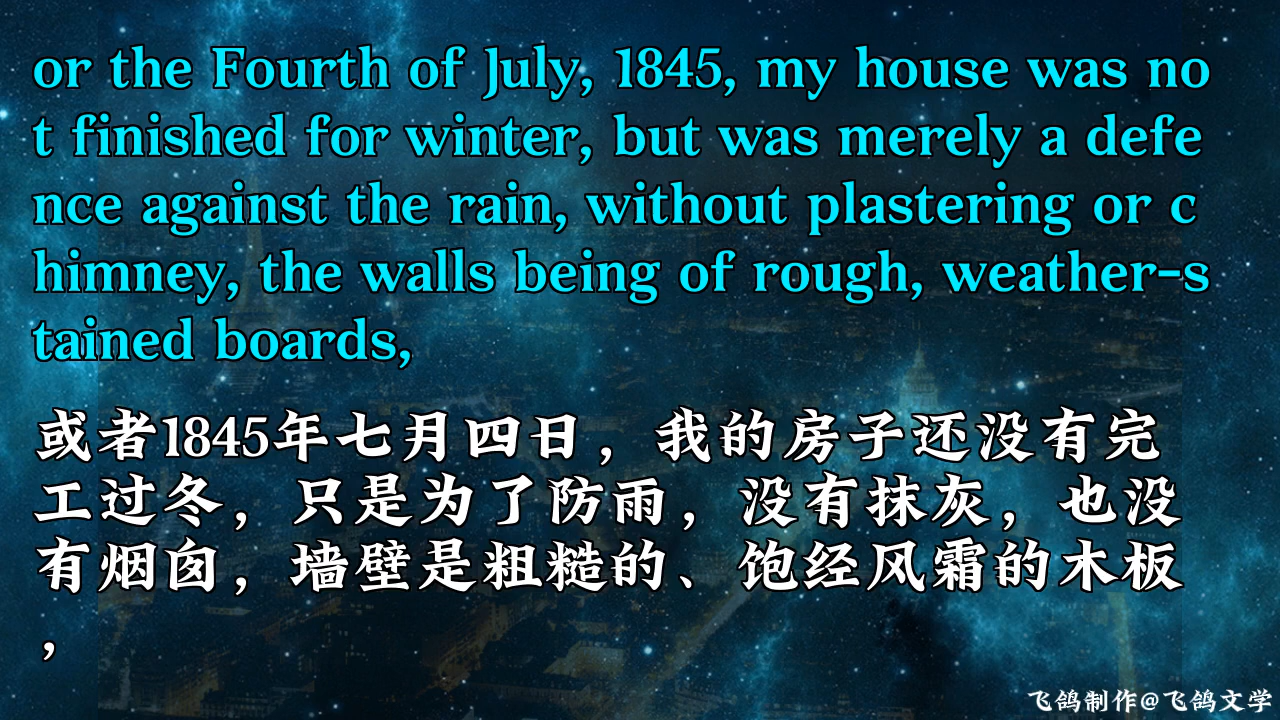 or the Fourth of July, 1845, my house was no
t finished for winter, but was merely a defe
nce against the rain, without plastering or c
himney, the walls being of rough, weather-s
tained boards,
或者1845年七月四日，我的房子还没有完
工过冬，只是为了防雨，没有抹灰，也没
有烟囱，墙壁是粗糙的、饱经风霜的木板
，
飞鸽制作@飞鸽文学